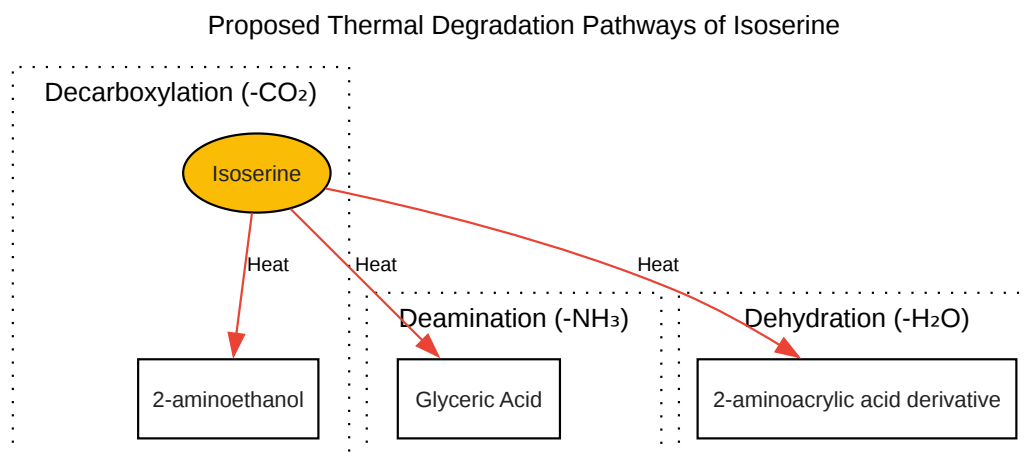 Proposed Thermal Degradation Pathways of Isoserine
Decarboxylation (-CO₂)
Isoserine
Heat
Heat
Heat
Deamination (-NH₃)
Dehydration (-H₂O)
2-aminoethanol
Glyceric Acid
2-aminoacrylic acid derivative